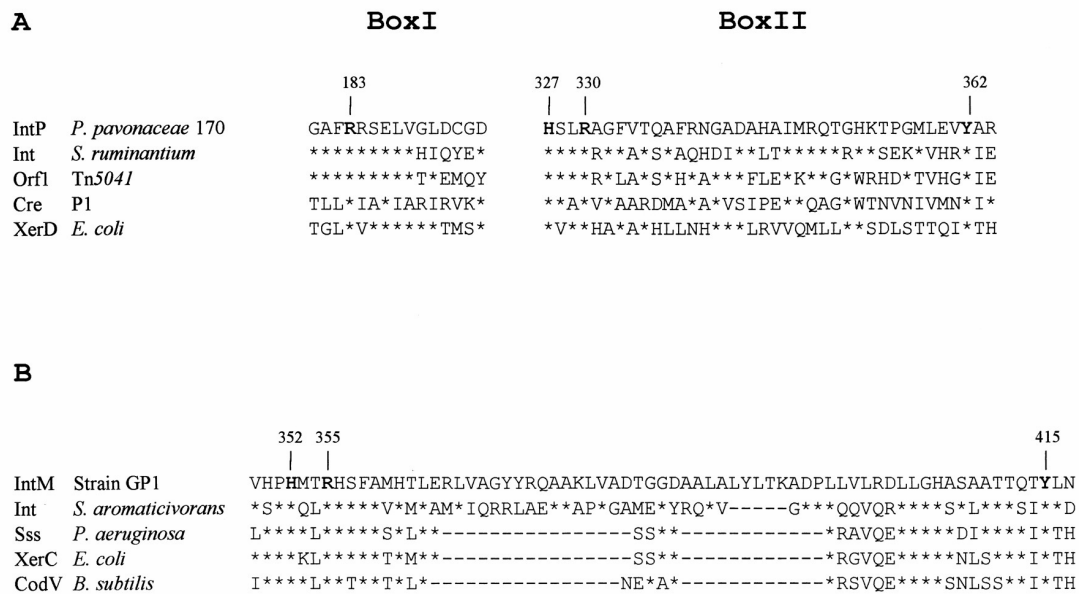 A BoxI BoxII
183 327 330 362
IntP P. pavonaceae 170 GAFRRSELVGLDCGD HSLRAGFVTQAFRNGADAHAIMRQTGHKTPGMLEVYAR
Int S. ruminantium *********HIQYE* ****R**A*S*AQHDI**LT*****R**SEK*VHR*IE
Orf1 Tn5041 *********T*EMQY ****R*LA*S*H*A***FLE*K**G*WRHD*TVHG*IE
Cre P1 TLL*IA*IARIRVK* **A*V*AARDMA*A*VSIPE**QAG*WTNVNIVMN*I*
XerD E. coli TGL*V******TMS* *V**HA*A*HLLNH***LRVVQMLL**SDLSTTQI*TH
B
352 355 415
IntM Strain GP1 VHPHMTRHSFAMHTLERLVAGYYRQAAKLVADTGGDAALALYLTKADPLLVLRDLLGHASAATTQTYLN
Int S. aromaticivorans *S**QL*****V*M*AM*IQRRLAE**AP*GAME*YRQ*V-----G***QQVQR****S*L***SI**D
Sss P. aeruginosa L****L*****S*L*-----------------SS**------------*RAVQE****DI****I*TH
XerC E. coli ****KL*****T*M**-----------------SS**------------*RGVQE****NLS***I*TH
CodV B. subtilis I****L**T**T*L*----------------NE*A*------------*RSVQE****SNLSS**I*TH